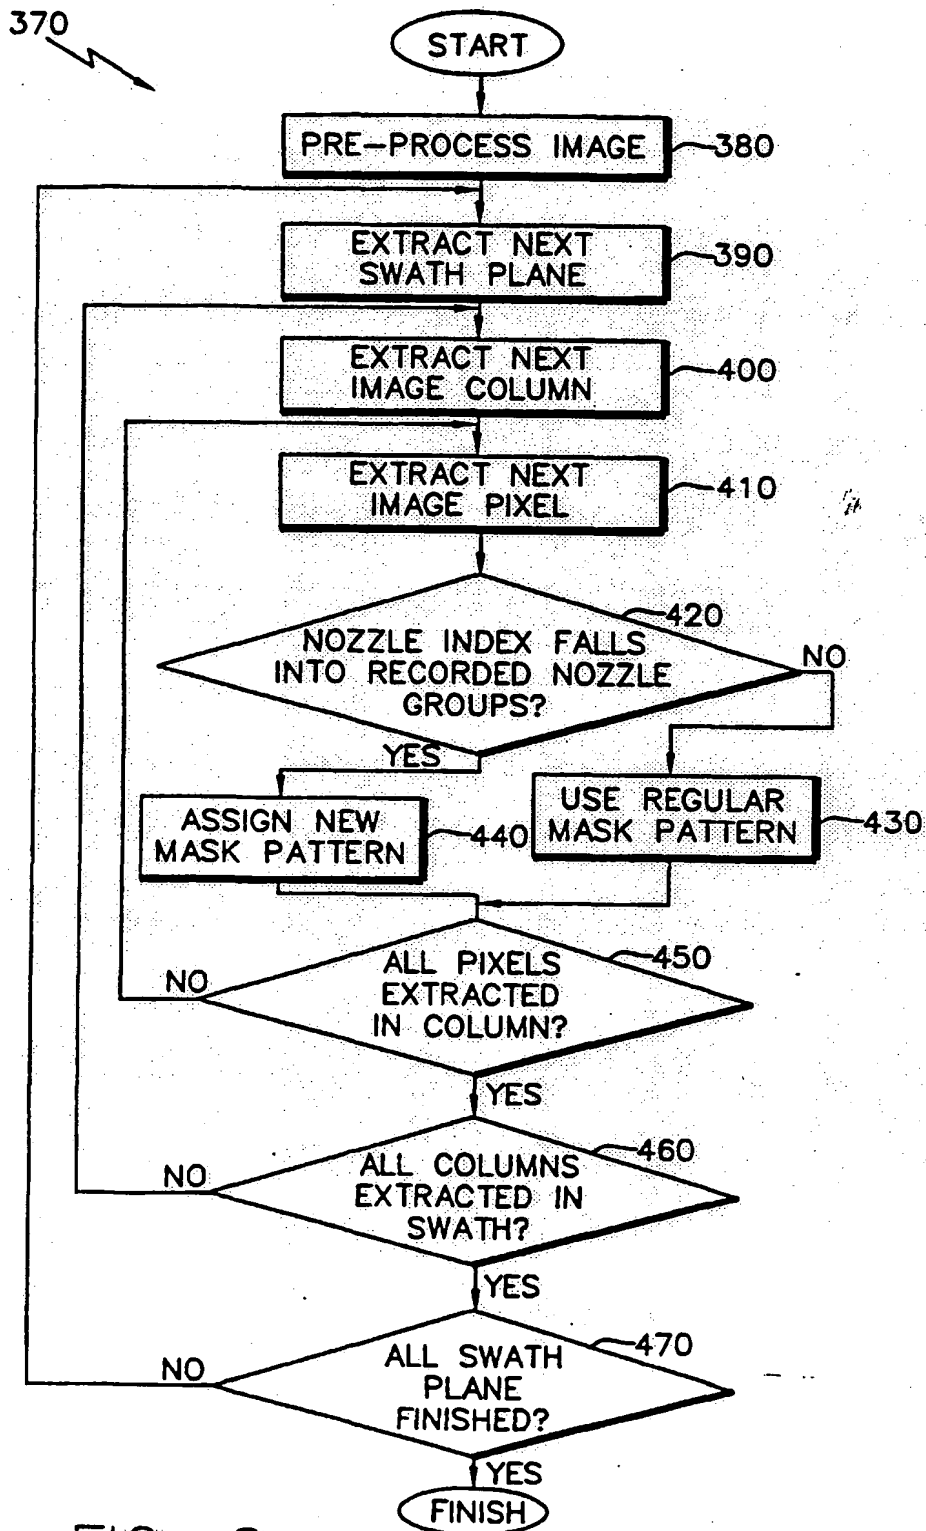 370
START
PRE-PROCESS IMAGE
380
EXTRACT NEXT
SWATH PLANE
390
EXTRACT NEXT
IMAGE COLUMN
400
EXTRACT NEXT
IMAGE PIXEL
410
420
NOZZLE INDEX FALLS
INTO RECORDED NOZZLE
GROUPS?
NO
YES
ASSIGN NEW
MASK PATTERN
440
USE REGULAR
MASK PATTERN
430
450
ALL PIXELS
EXTRACTED
IN COLUMN?
NO
YES
460
ALL COLUMNS
EXTRACTED IN
SWATH?
NO
YES
470
ALL SWATH
PLANE
FINISHED?
NO
YES
FINISH